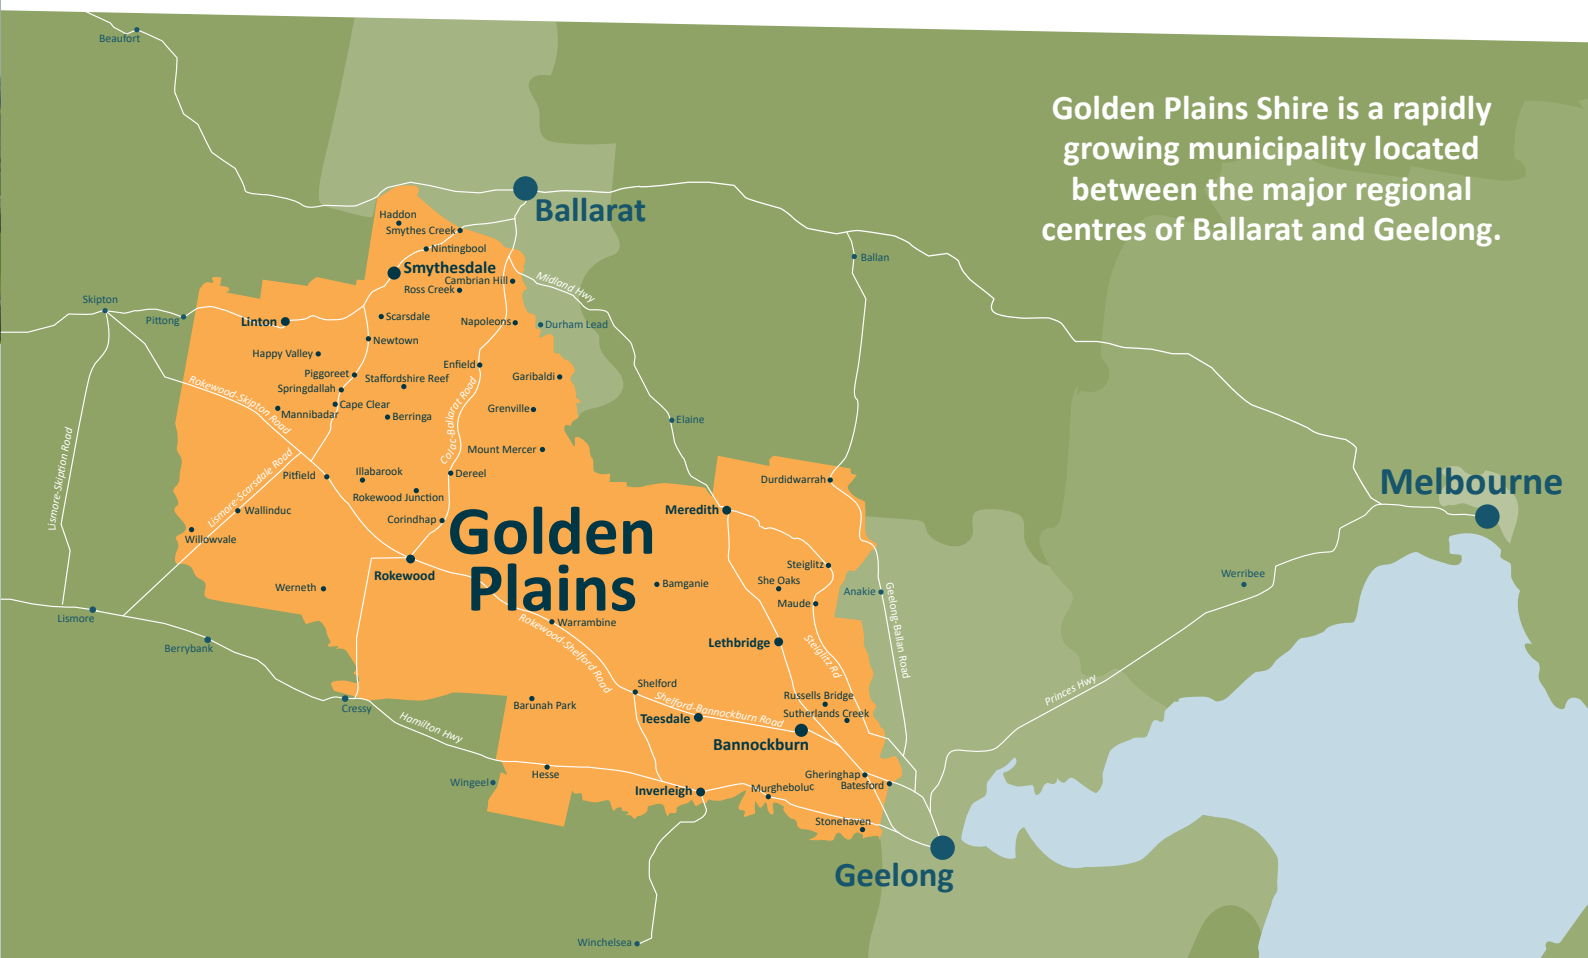 Beaufort
Golden Plains Shire is a rapidly
growing municipality located
between the major regional
centres of Ballarat and Geelong.
Ballarat
Haddon
Smythes Creek
Nintingbool
Smythesdale
Cambrian Hill
Ross Creek
Midland Hwy
Ballan
Skipton
Pittong
Linton
Scarsdale
Napoleons
Durham Lead
Newtown
Happy Valley
Enfield
Piggoreet
Staffordshire Reef
Garibaldi
Springdallah
Rokewood-Skipton Road
Cape Clear
Mannibadar
Berringa
Grenville
Colac-Ballarat Road
Elaine
Mount Mercer
Lismore-Skiption Road
Lismore-Scarsdale Road
Pitfield
Illabarook
Dereel
Rokewood Junction
Durdidwarrah
Melbourne
Wallinduc
Corindhap
Meredith
Willowvale
Golden
Plains
Rokewood
Steiglitz
She Oaks
Bamganie
Werneth
Maude
Anakie
Geelong-Ballan Road
Werribee
Lismore
Warrambine
Rokewood-Shelford Road
Berrybank
Lethbridge
Steiglitz Rd
Shelford
Princes Hwy
Russells Bridge
Cressy
Barunah Park
Shelford-Bannockburn Road
Sutherlands Creek
Teesdale
Hamilton Hwy
Bannockburn
Hesse
Wingeel
Gheringhap
Batesford
Inverleigh
Murgheboluc
Stonehaven
Geelong
Winchelsea